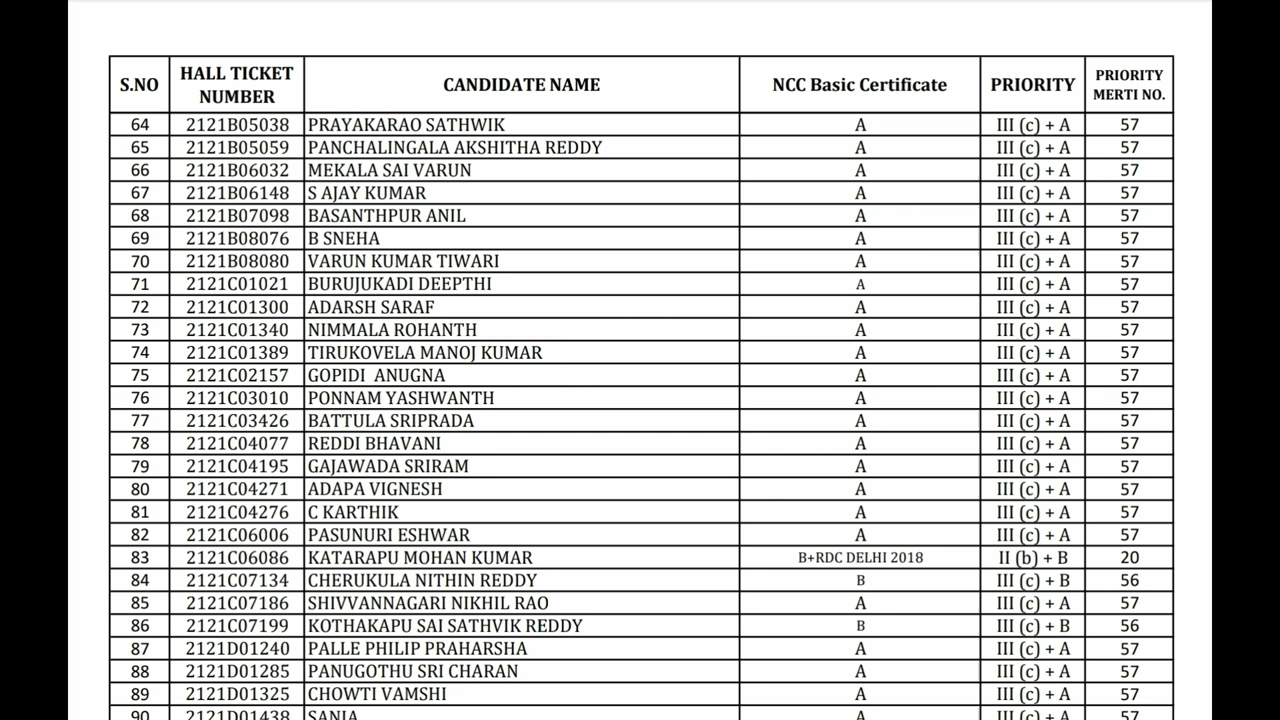 S.NO HALL TICKET NUMBER CANDIDATE NAME NCC Basic Certificate PRIORITY PRIORITY MERTI NO.
64 2121B05038 PRAYAKARAO SATHWIK A III (c) + A 57
65 2121B05059 PANCHALINGALA AKSHITHA REDDY A III (c) + A 57
66 2121B06032 MEKALA SAI VARUN A III (c) + A 57
67 2121B06148 S AJAY KUMAR A III (c) + A 57
68 2121B07098 BASANTHPUR ANIL A III (c) + A 57
69 2121B08076 B SNEHA A III (c) + A 57
70 2121B08080 VARUN KUMAR TIWARI A III (c) + A 57
71 2121C01021 BURUJUKADI DEEPTHI A III (c) + A 57
72 2121C01300 ADARSH SARAF A III (c) + A 57
73 2121C01340 NIMMALA ROHANTH A III (c) + A 57
74 2121C01389 TIRUKOVELA MANOJ KUMAR A III (c) + A 57
75 2121C02157 GOPIDI ANUGNA A III (c) + A 57
76 2121C03010 PONNAM YASHWANTH A III (c) + A 57
77 2121C03426 BATTULA SRIPRADA A III (c) + A 57
78 2121C04077 REDDI BHAVANI A III (c) + A 57
79 2121C04195 GAJAWADA SRIRAM A III (c) + A 57
80 2121C04271 ADAPA VIGNESH A III (c) + A 57
81 2121C04276 C KARTHIK A III (c) + A 57
82 2121C06006 PASUNURI ESHWAR A III (c) + A 57
83 2121C06086 KATARAPU MOHAN KUMAR B+RDC DELHI 2018 II (b) + B 20
84 2121C07134 CHERUKULA NITHIN REDDY B III (c) + B 56
85 2121C07186 SHIVVANNAGARI NIKHIL RAO A III (c) + A 57
86 2121C07199 KOTHAKAPU SAI SATHVIK REDDY B III (c) + B 56
87 2121D01240 PALLE PHILIP PRAHARSHA A III (c) + A 57
88 2121D01285 PANUGOTHU SRI CHARAN A III (c) + A 57
89 2121D01325 CHOWTI VAMSHI A III (c) + A 57
90 2121D01438 SANIA A III (c) + A 57